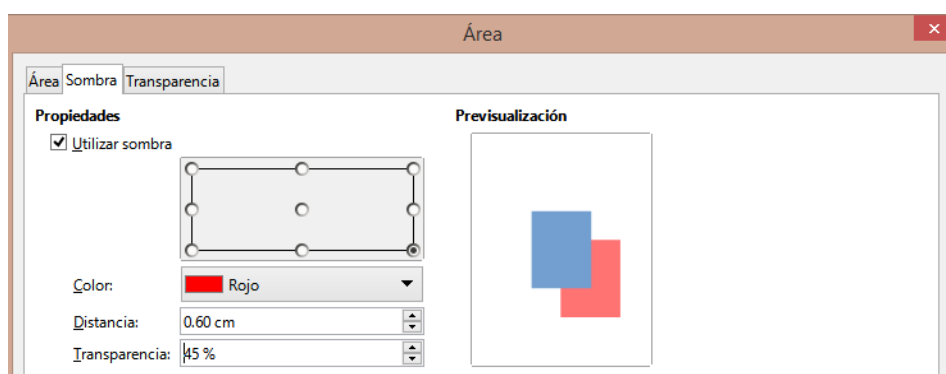 Área
Área Sombra Transparencia
Propiedades
Previsualización
Utilizar sombra
Color: Rojo
Distancia: 0.60 cm
Transparencia: 45 %